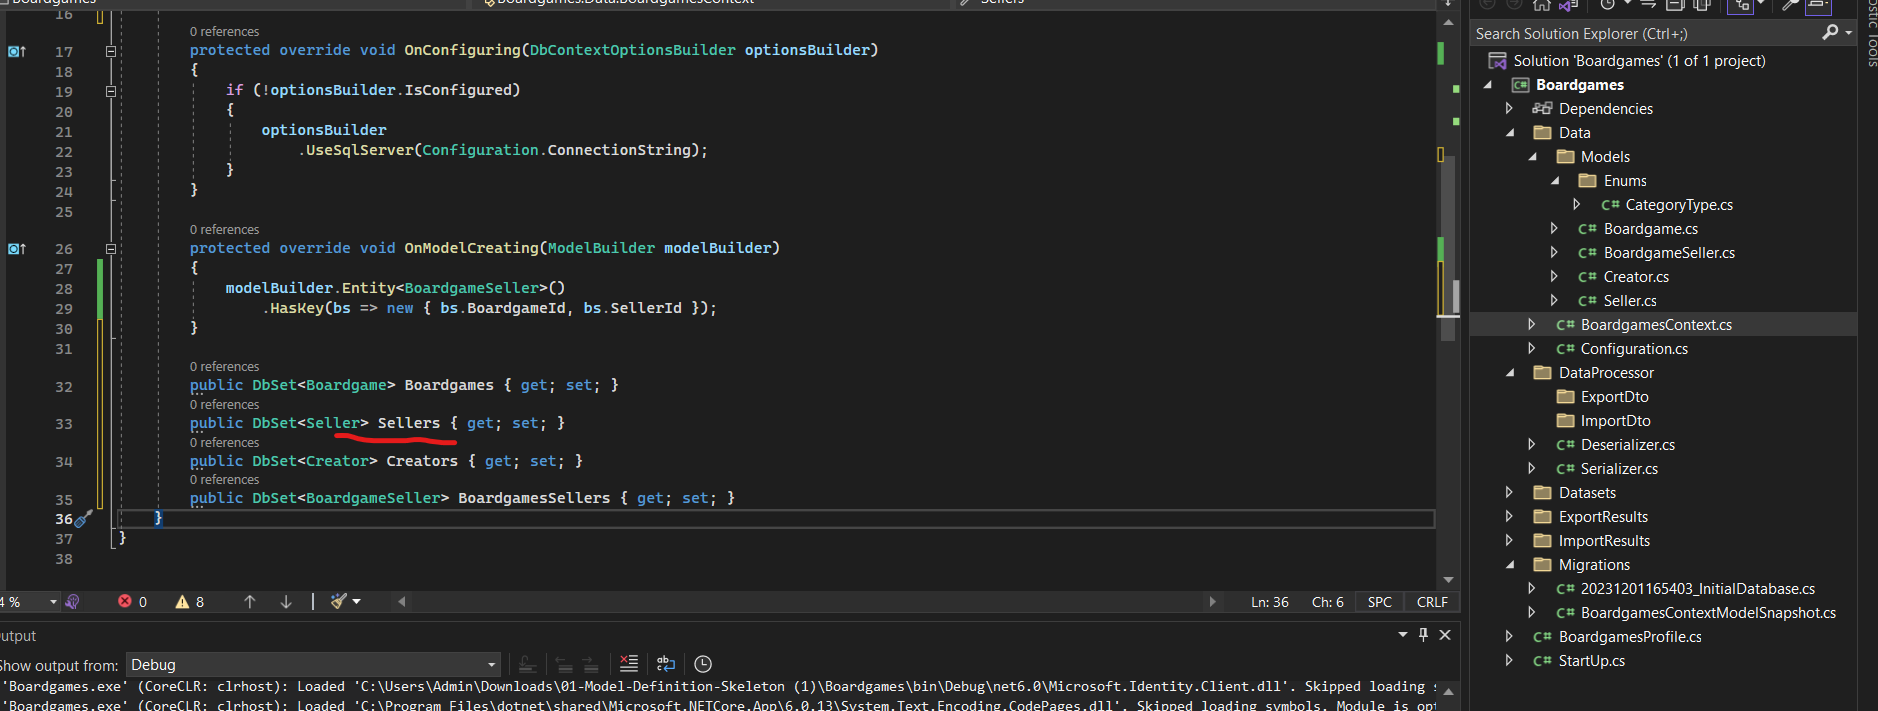 Boardgames
Boardgames.Data.BoardgamesContext
Sellers
16
0 references
17 protected override void OnConfiguring(DbContextOptionsBuilder optionsBuilder)
18 {
19 if (!optionsBuilder.IsConfigured)
20 {
21 optionsBuilder
22 .UseSqlServer(Configuration.ConnectionString);
23 }
24 }
25
0 references
26 protected override void OnModelCreating(ModelBuilder modelBuilder)
27 {
28 modelBuilder.Entity<BoardgameSeller>()
29 .HasKey(bs => new { bs.BoardgameId, bs.SellerId });
30 }
31
0 references
32 public DbSet<Boardgame> Boardgames { get; set; }
0 references
33 public DbSet<Seller> Sellers { get; set; }
0 references
34 public DbSet<Creator> Creators { get; set; }
0 references
35 public DbSet<BoardgameSeller> BoardgamesSellers { get; set; }
36 }
37 }
38
4 % 0 8 Ln: 36 Ch: 6 SPC CRLF
utput
how output from: Debug
'Boardgames.exe' (CoreCLR: clrhost): Loaded 'C:\Users\Admin\Downloads\01-Model-Definition-Skeleton (1)\Boardgames\bin\Debug\net6.0\Microsoft.Identity.Client.dll'. Skipped loading s
'Boardgames.exe' (CoreCLR: clrhost): Loaded 'C:\Program Files\dotnet\shared\Microsoft.NETCore.App\6.0.13\System.Text.Encoding.CodePages.dll'. Skipped loading symbols. Module is opt
Search Solution Explorer (Ctrl+;)
Solution 'Boardgames' (1 of 1 project)
C# Boardgames
Dependencies
Data
Models
Enums
C# CategoryType.cs
C# Boardgame.cs
C# BoardgameSeller.cs
C# Creator.cs
C# Seller.cs
C# BoardgamesContext.cs
C# Configuration.cs
DataProcessor
ExportDto
ImportDto
C# Deserializer.cs
C# Serializer.cs
Datasets
ExportResults
ImportResults
Migrations
C# 20231201165403_InitialDatabase.cs
C# BoardgamesContextModelSnapshot.cs
C# BoardgamesProfile.cs
C# StartUp.cs
ostic Tools